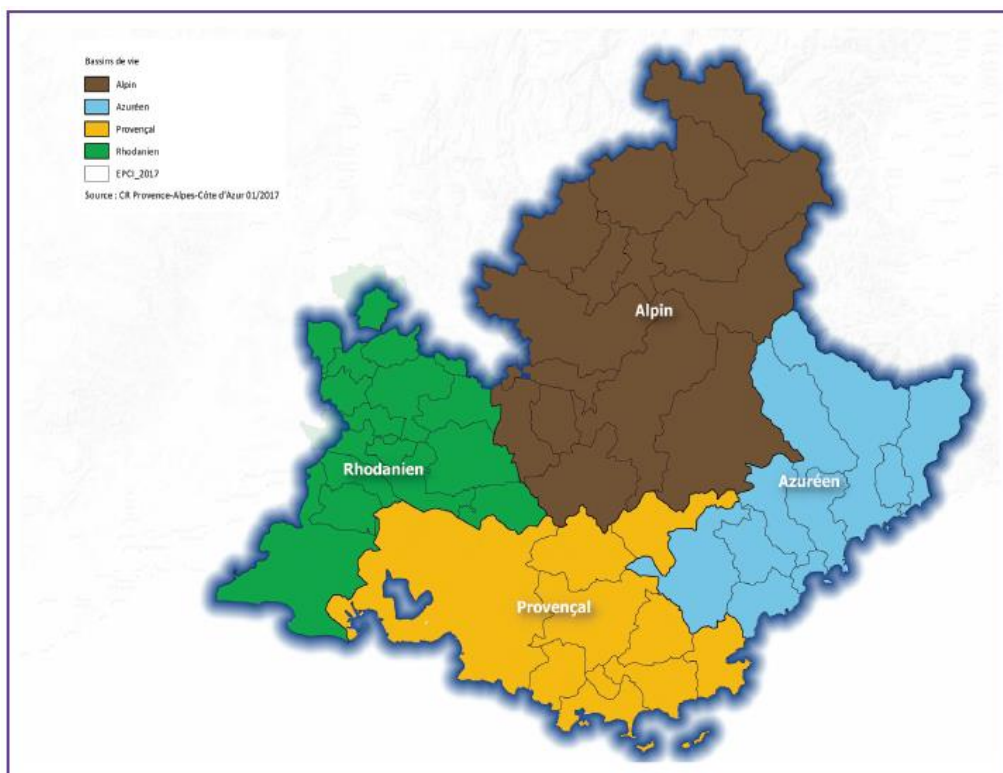 Bassins de vie
Alpin
Azuréen
Provençal
Rhodanien
EPCI_2017
Source : CR Provence-Alpes-Côte d'Azur 01/2017
Alpin
Rhodanien
Azuréen
Provençal